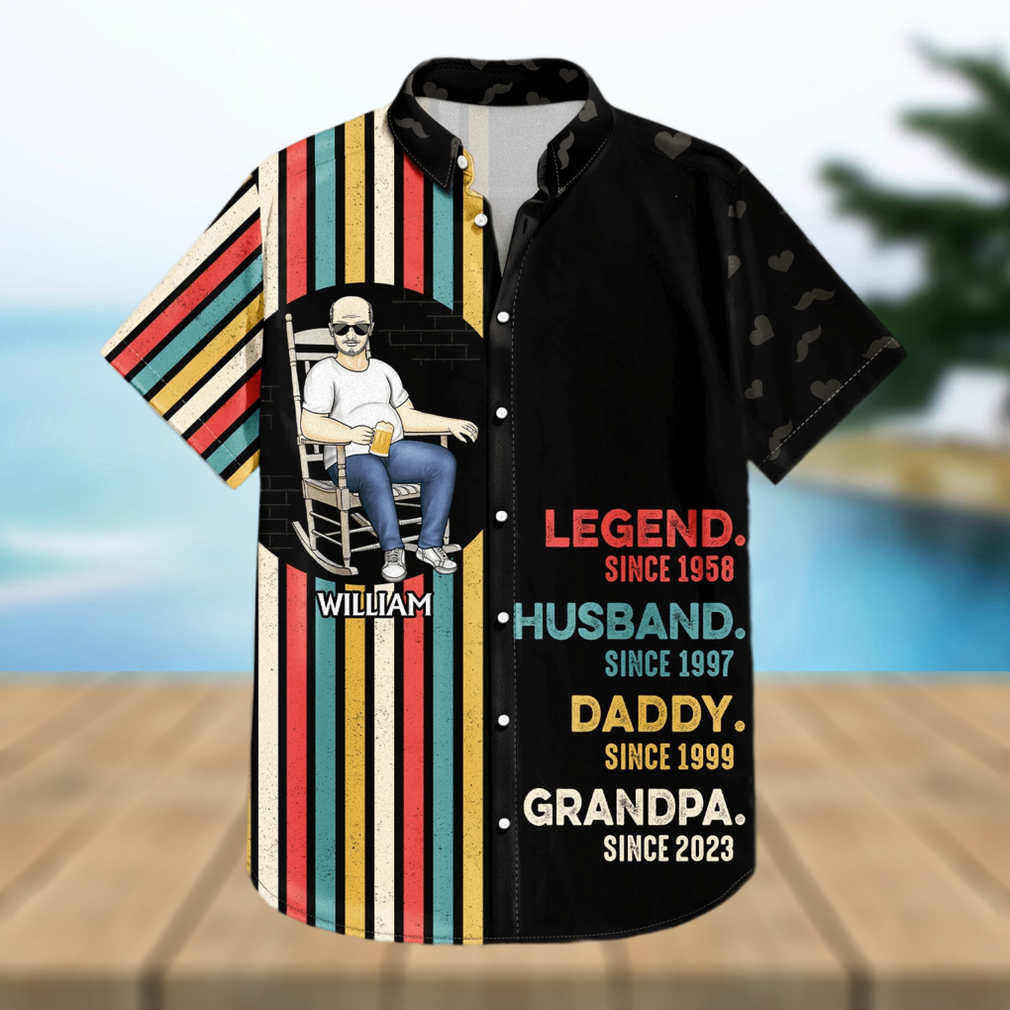 WILLIAM
LEGEND.
SINCE 1958
HUSBAND.
SINCE 1997
DADDY.
SINCE 1999
GRANDPA.
SINCE 2023